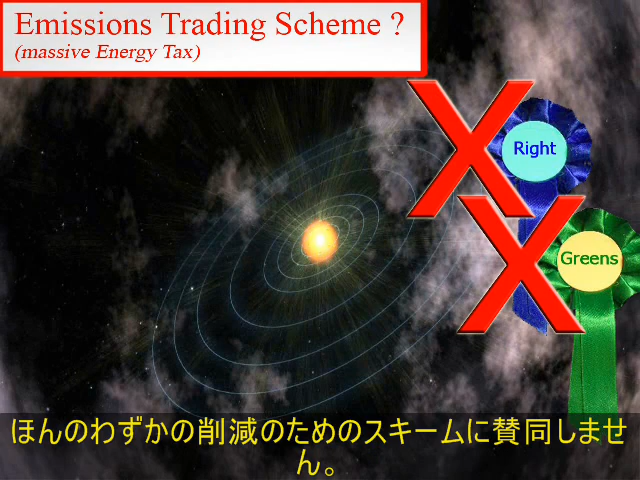 Emissions Trading Scheme ?
(massive Energy Tax)
X
Right
X
Greens
ほんのわずかの削減のためのスキームに賛同しませ
ん。